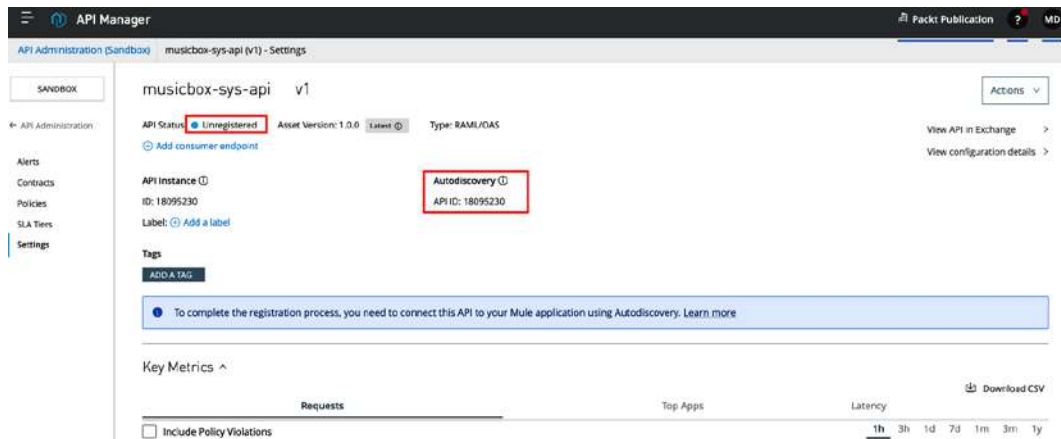 API Manager
Packt Publication
?
MD
API Administration (Sandbox) musicbox-sys-api (v1) - Settings
SANDBOX
musicbox-sys-api v1
Actions
← API Administration
API Status: Unregistered Asset Version: 1.0.0 Latest Type: RAML/OAS
View API in Exchange >
Add consumer endpoint
View configuration details >
Alerts
Contracts
API Instance
Autodiscovery
Policies
ID: 18095230
API ID: 18095230
SLA Tiers
Label: Add a label
Settings
Tags
ADD A TAG
To complete the registration process, you need to connect this API to your Mule application using Autodiscovery. Learn more
Key Metrics
Download CSV
Requests Top Apps Latency
Include Policy Violations
1h 3h 1d 7d 1m 3m 1y